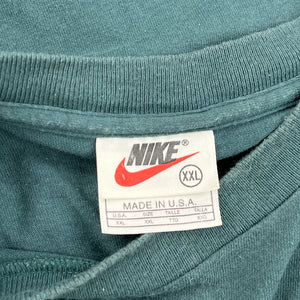 NIKE®
XXL
MADE IN U.S.A.
U.S.A. SIZE TAILLE TALLA
XXL XXL TTG EXG